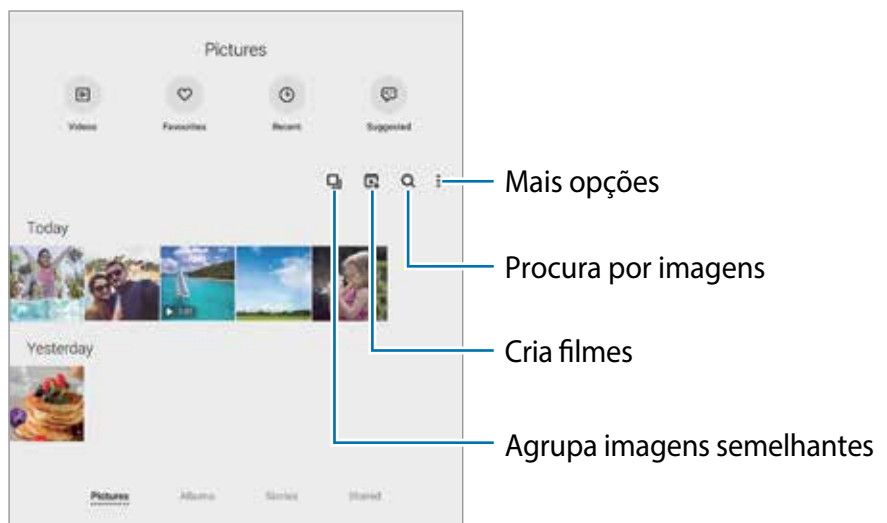 Pictures
Videos
Favourites
Recent
Suggested
Mais opções
Today
Procura por imagens
Yesterday
Cria filmes
Agrupa imagens semelhantes
Pictures
Albums
Stories
Shared